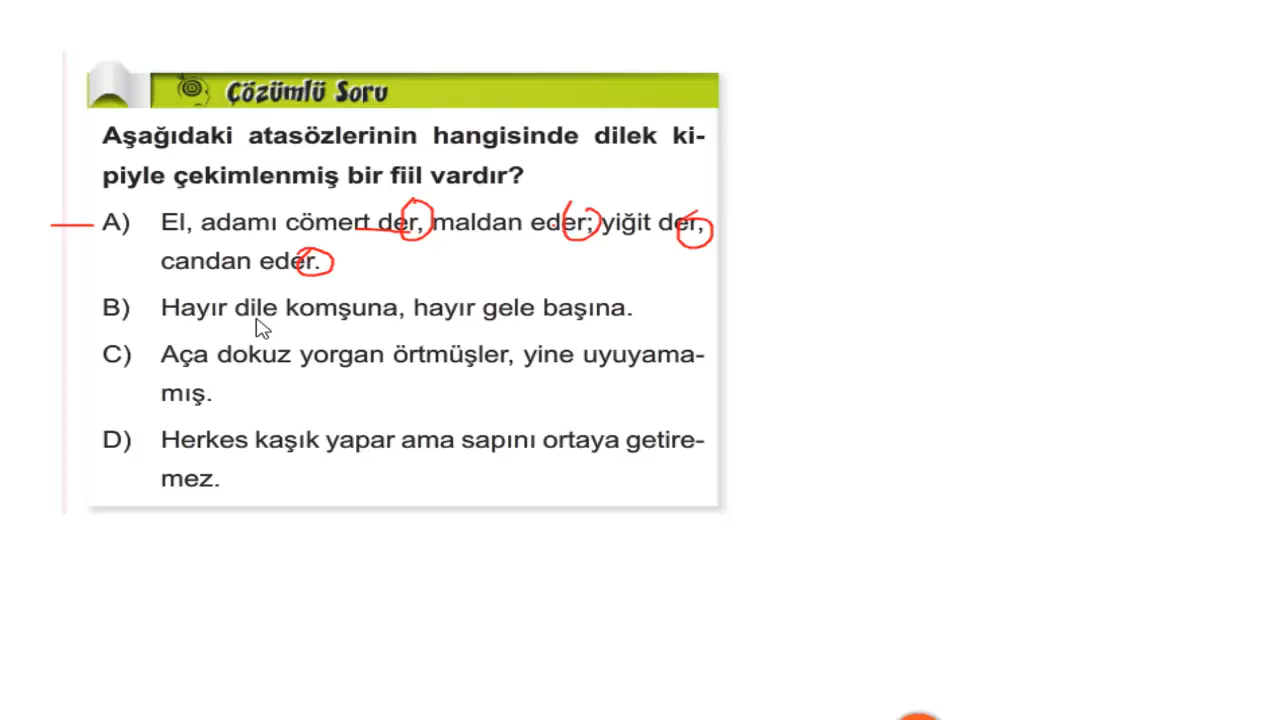 Çözümlü Soru
Aşağıdaki atasözlerinin hangisinde dilek ki-
piyle çekimlenmiş bir fiil vardır?
A) El, adamı cömert der, maldan eder; yiğit der,
candan eder.
B) Hayır dile komşuna, hayır gele başına.
C) Aça dokuz yorgan örtmüşler, yine uyuyama-
mış.
D) Herkes kaşık yapar ama sapını ortaya getire-
mez.